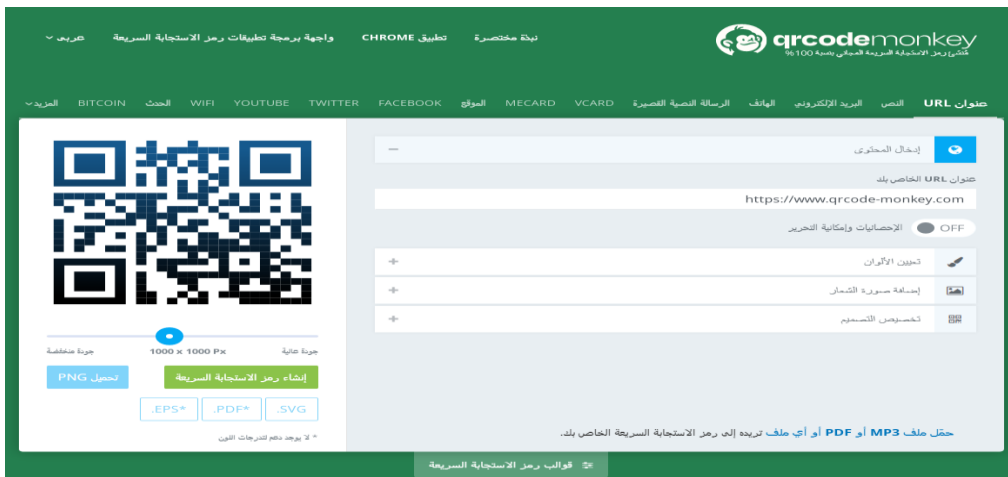 qrcodemonkey
مُنشئ رمز الاستجابة السريعة المجاني بنسبة 100%
نبذة مختصرة تطبيق CHROME واجهة برمجة تطبيقات رمز الاستجابة السريعة عربى
عنوان URL النص البريد الإلكتروني الهاتف الرسالة النصية القصيرة VCARD MECARD الموقع FACEBOOK TWITTER YOUTUBE WIFI الحدث BITCOIN المزيد
إدخال المحتوى
عنوان URL الخاص بك
https://www.qrcode-monkey.com
OFF الإحصائيات وإمكانية التحرير
تعيين الألوان
إضافة صورة الشعار
تخصيص التصميم
حمّل ملف MP3 أو PDF أو أي ملف تريده إلى رمز الاستجابة السريعة الخاص بك.
جودة عالية 1000 x 1000 Px جودة منخفضة
إنشاء رمز الاستجابة السريعة تحميل PNG
.SVG .PDF* .EPS*
* لا يوجد دعم لتدرجات اللون
قوالب رمز الاستجابة السريعة